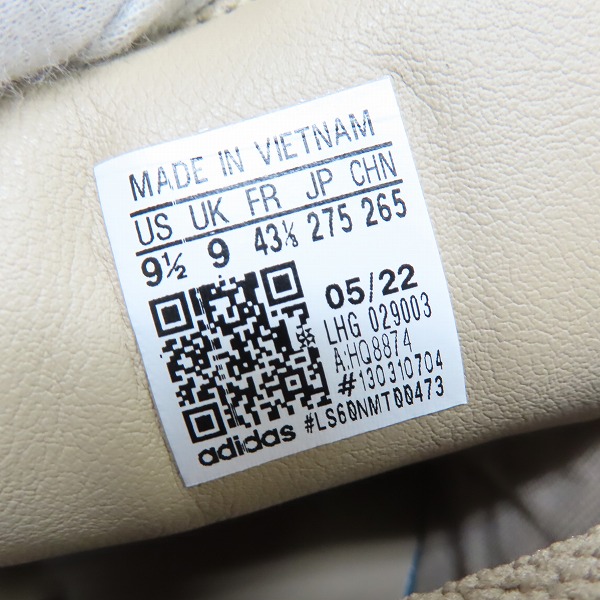 MADE IN VIETNAM
US UK FR JP CHN
9½ 9 43⅓ 275 265
05/22
LHG 029003
A:HQ8874
#130310704
#LS60NMT00473
adidas